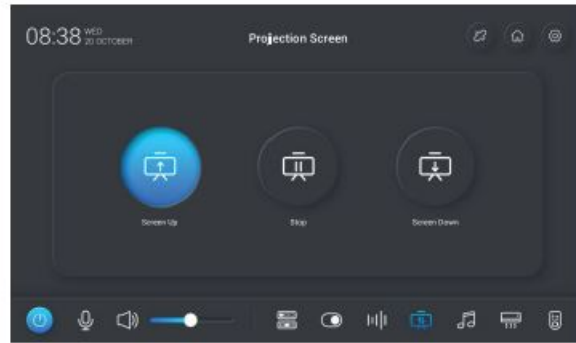 08:38 WED
20 OCTOBER
Projection Screen
Screen Up
Stop
Screen Down